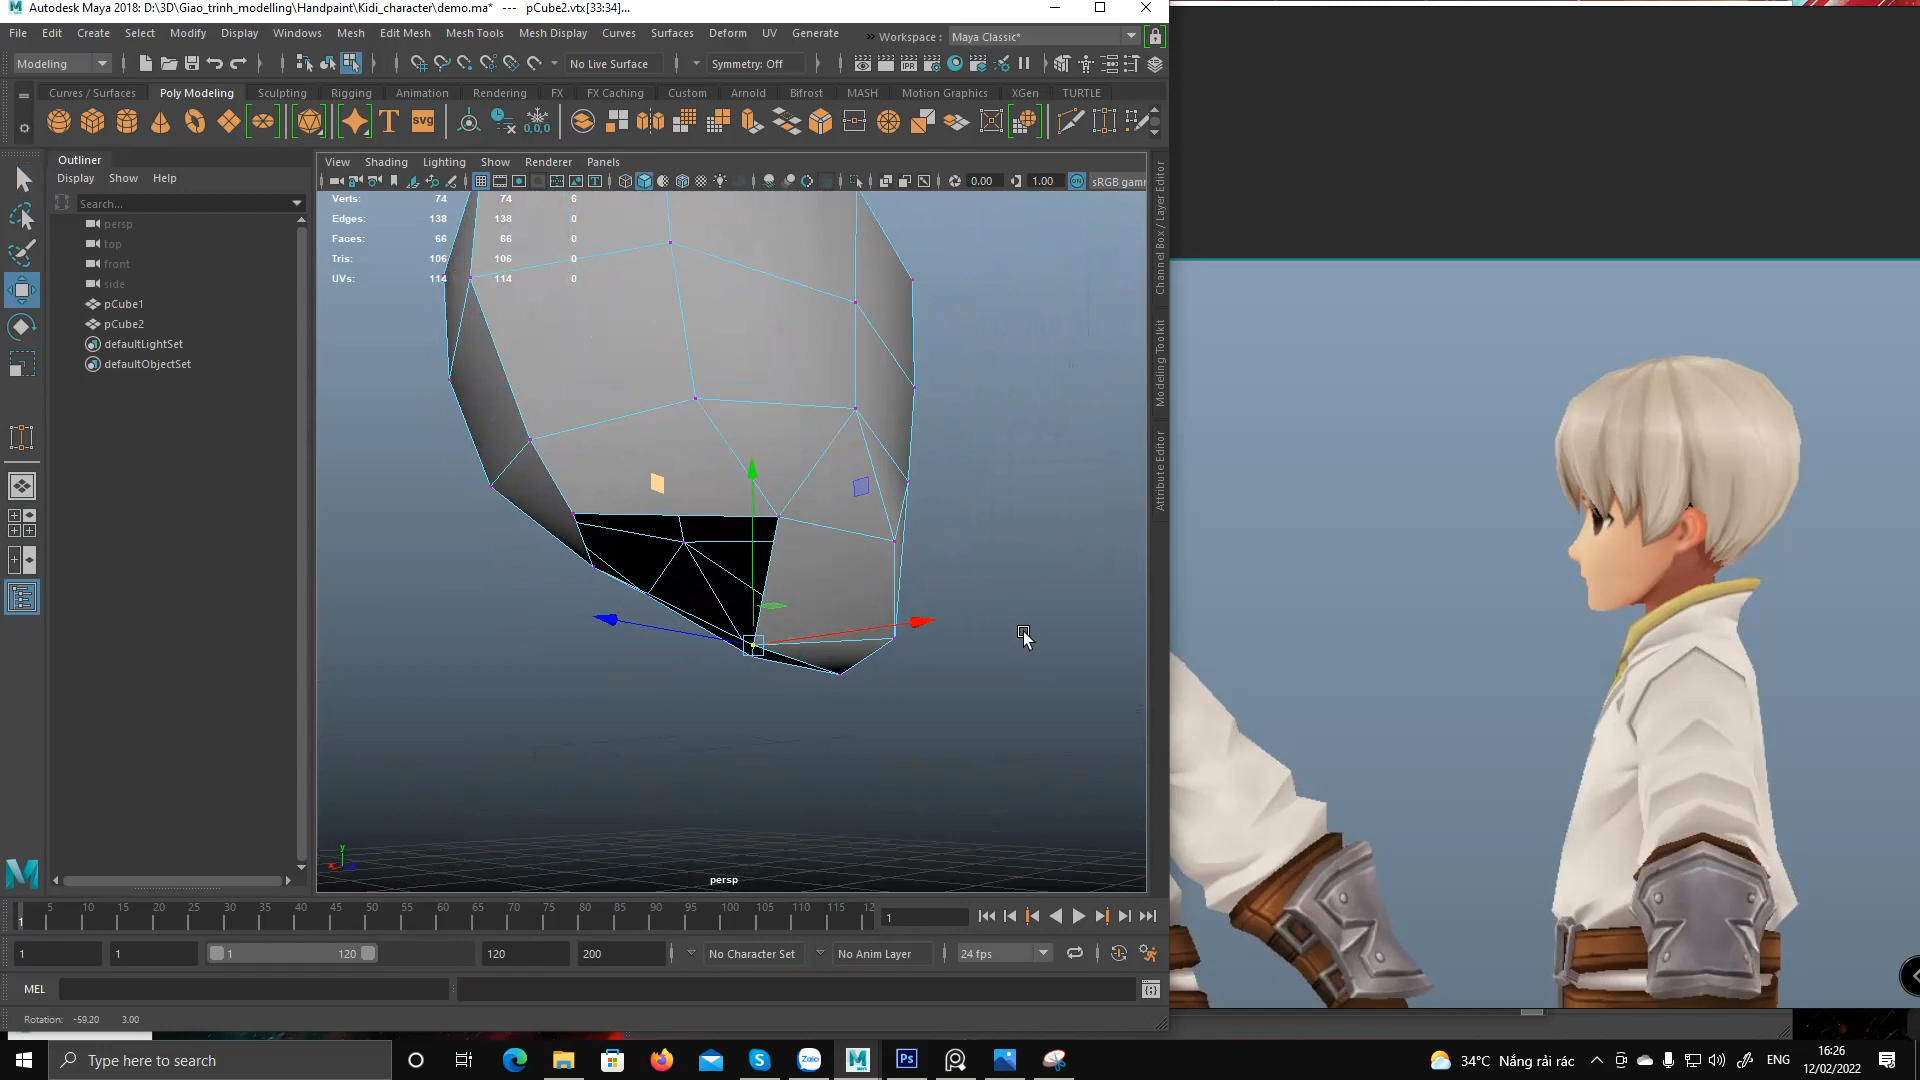 Autodesk Maya 2018: D:\3D\Giao_trinh_modelling\Handpaint\Kidi_character\demo.ma* --- pCube2.vtx[33:34]...
File Edit Create Select Modify Display Windows Mesh Edit Mesh Mesh Tools Mesh Display Curves Surfaces Deform UV Generate » Workspace : Maya Classic*
Modeling No Live Surface Symmetry: Off
Curves / Surfaces Poly Modeling Sculpting Rigging Animation Rendering FX FX Caching Custom Arnold Bifrost MASH Motion Graphics XGen TURTLE
T svg 0,0,0
Outliner
Display Show Help
Search...
persp
top
front
side
pCube1
pCube2
defaultLightSet
defaultObjectSet
View Shading Lighting Show Renderer Panels
0.00 1.00 sRGB gamm
Verts: 74 74 6
Edges: 138 138 0
Faces: 66 66 0
Tris: 106 106 0
UVs: 114 114 0
persp
Channel Box / Layer Editor
Modeling Toolkit
Attribute Editor
5 10 15 20 25 30 35 40 45 50 55 60 65 70 75 80 85 90 95 100 105 110 115 12
1 1
1 1 1 120 120 200 No Character Set No Anim Layer 24 fps
MEL
Rotation: -59.20 3.00
Type here to search
Zalo
Ps
34°C Nắng rải rác ENG
16:26
12/02/2022